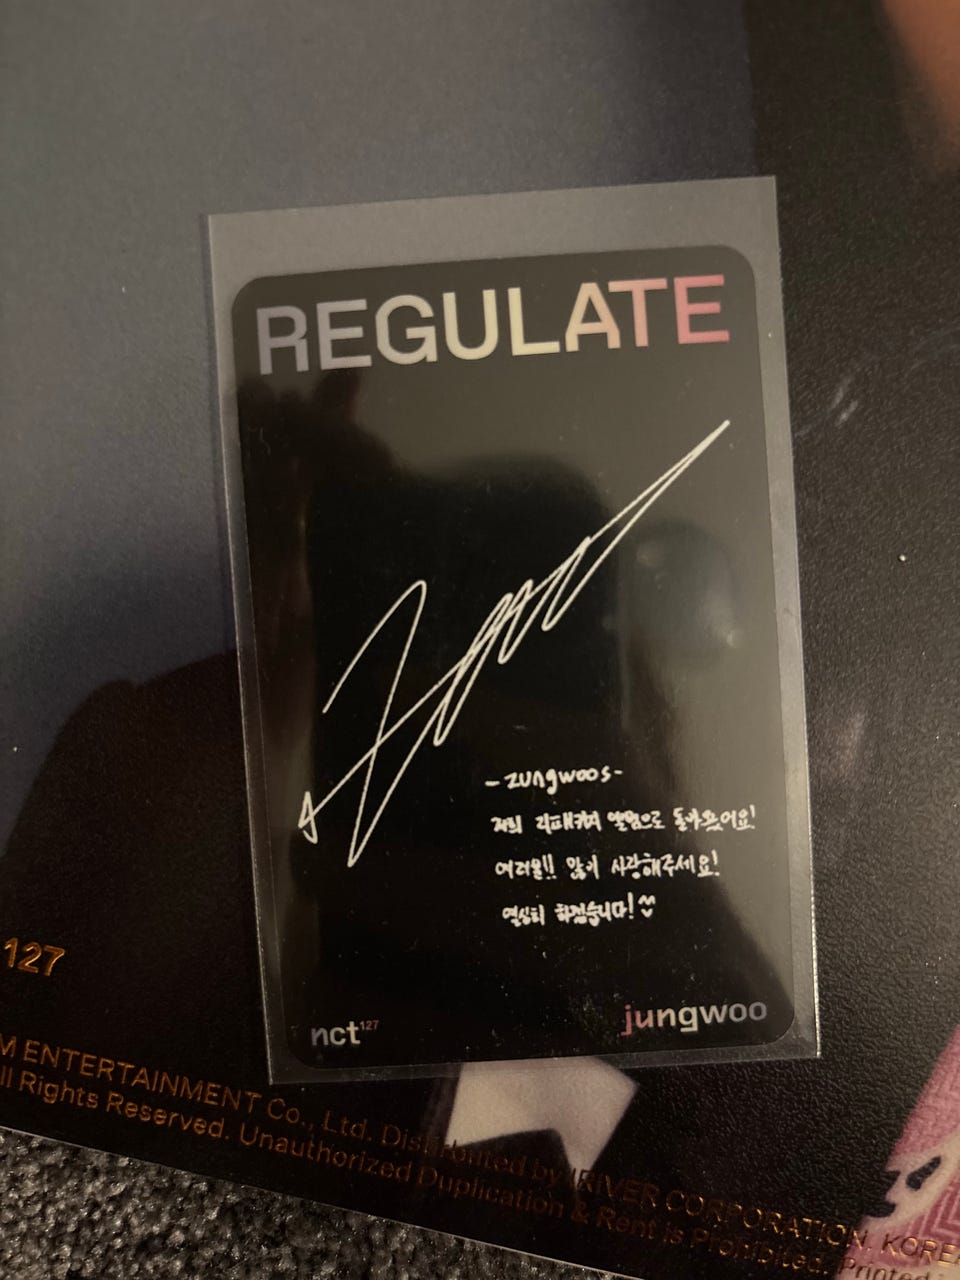 REGULATE
-zungwoos-
저희 리패키지 앨범으로 돌아왔어요!
여러분!! 많이 사랑해주세요!
열심히 하겠습니다!^^
nct127
jungwoo
127
M ENTERTAINMENT Co., Ltd. Distributed by IRIVER CORPORATION, KOREA
ll Rights Reserved. Unauthorized Duplication & Rent is Prohibited. Printe